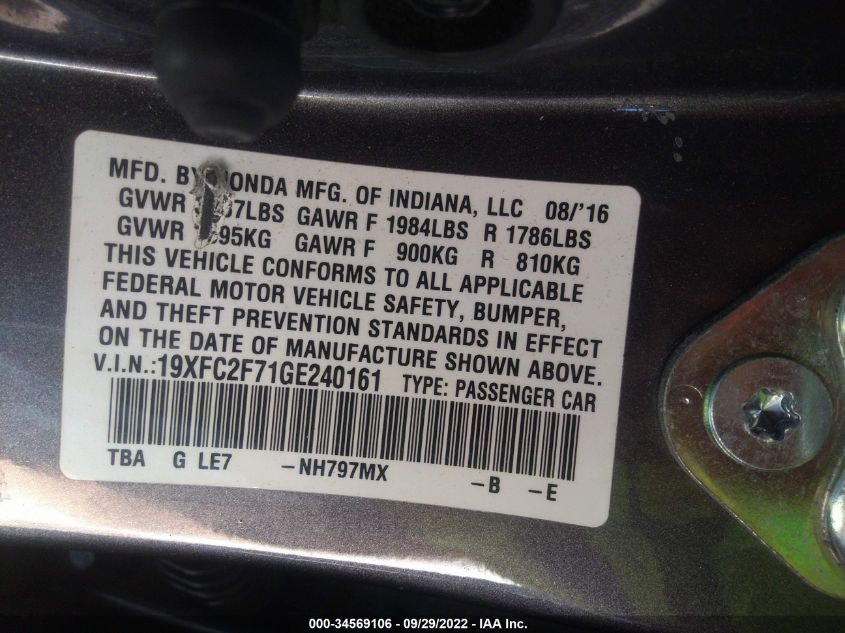 MFD. BY HONDA MFG. OF INDIANA, LLC 08/'16
GVWR 67LBS GAWR F 1984LBS R 1786LBS
GVWR 95KG GAWR F 900KG R 810KG
THIS VEHICLE CONFORMS TO ALL APPLICABLE
FEDERAL MOTOR VEHICLE SAFETY, BUMPER,
AND THEFT PREVENTION STANDARDS IN EFFECT
ON THE DATE OF MANUFACTURE SHOWN ABOVE.
V.I.N.:19XFC2F71GE240161 TYPE: PASSENGER CAR
TBA G LE7 -NH797MX -B -E
000-34569106 - 09/29/2022 - IAA Inc.